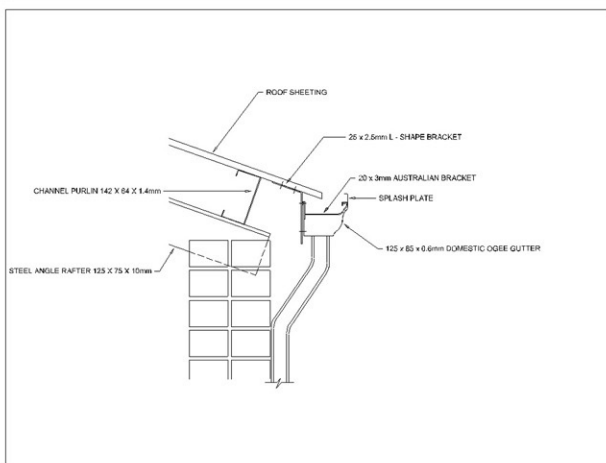 ROOF SHEETING
25 x 2.5mm L - SHAPE BRACKET
20 x 3mm AUSTRALIAN BRACKET
CHANNEL PURLIN 142 X 64 X 1.4mm
SPLASH PLATE
125 x 85 x 0.6mm DOMESTIC OGEE GUTTER
STEEL ANGLE RAFTER 125 X 75 X 10mm